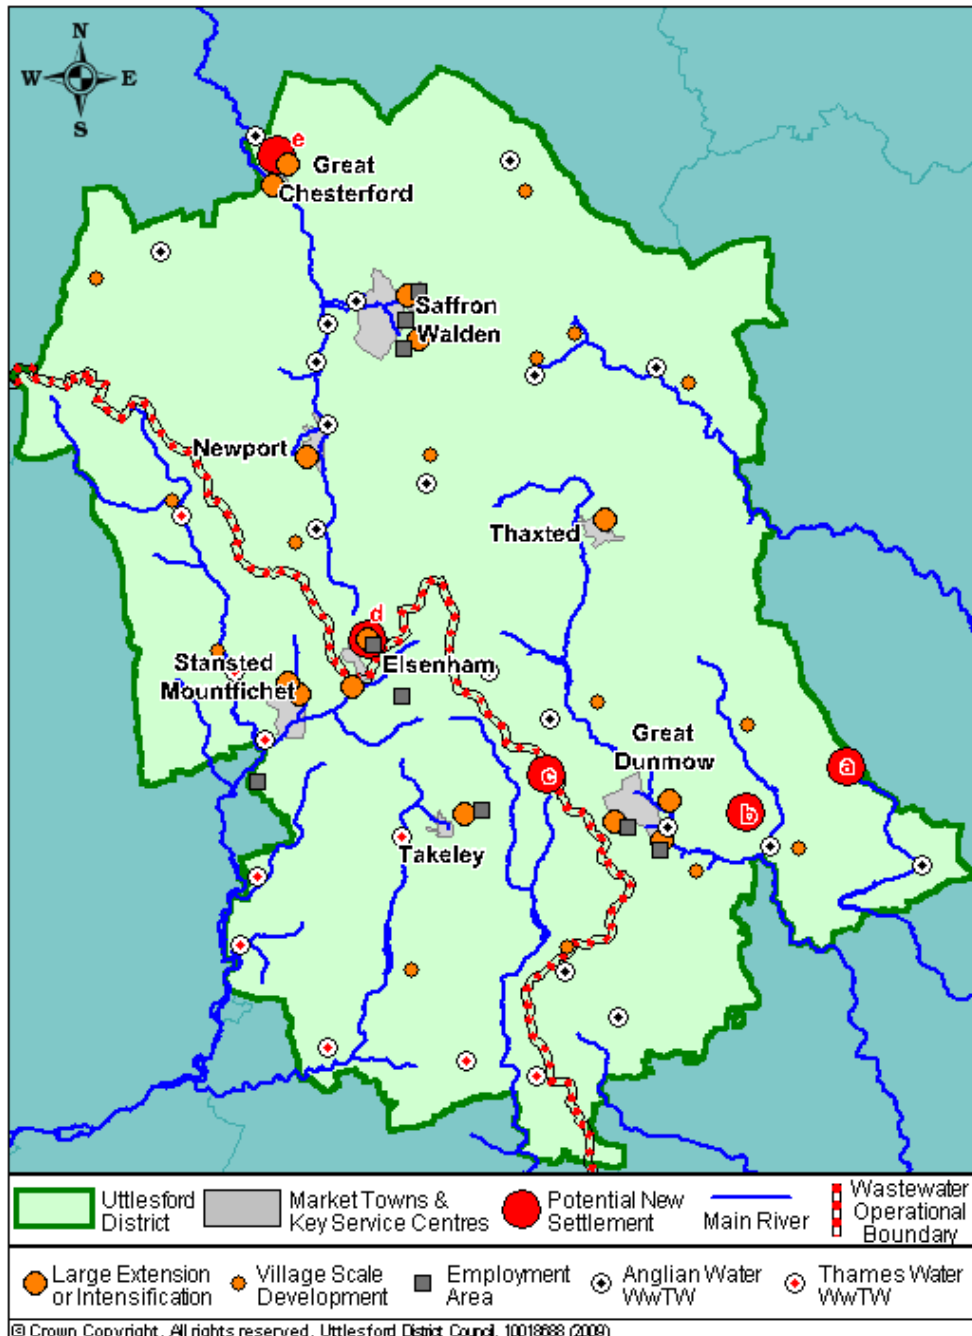 N
W E
S
e
Great
Chesterford
Saffron
Walden
Newport
Thaxted
d
Elsenham
Stansted
Mountfichet
Great
Dunmow
a
c
b
Takeley
Uttlesford
District
Market Towns &
Key Service Centres
Potential New
Settlement
Main River
Wastewater
Operational
Boundary
Large Extension
or Intensification
Village Scale
Development
Employment
Area
Anglian Water
WwTW
Thames Water
WwTW
© Crown Copyright. All rights reserved. Uttlesford District Council. 10018688 (2009)